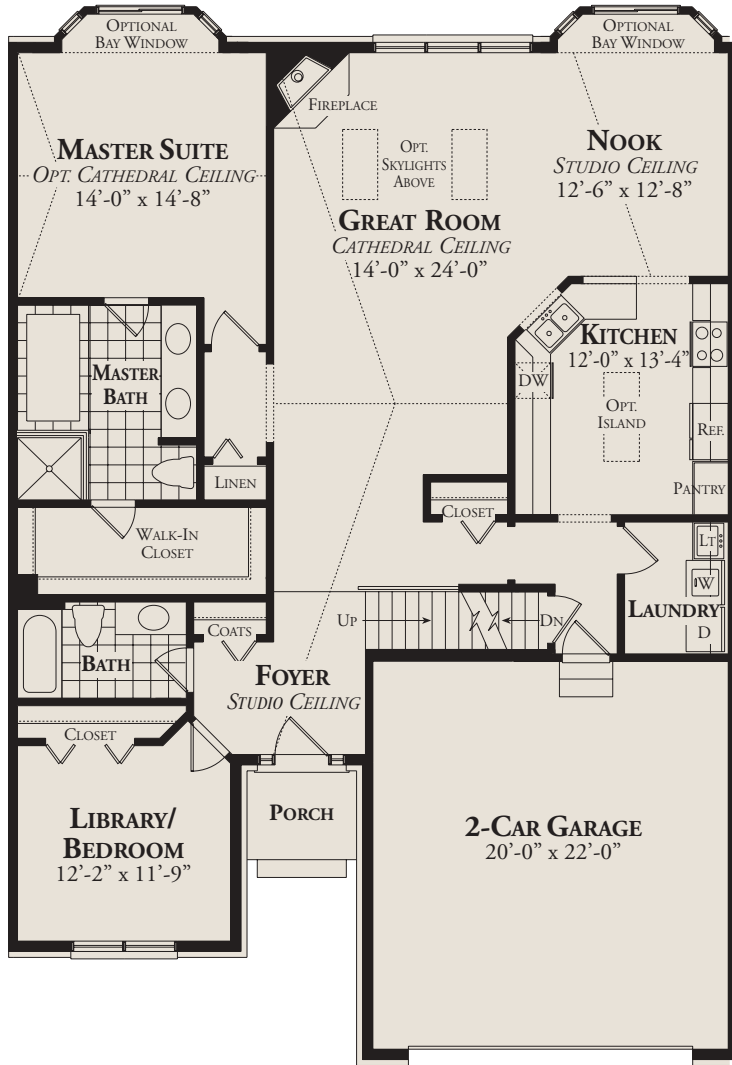 OPTIONAL
BAY WINDOW
OPTIONAL
BAY WINDOW
FIREPLACE
MASTER SUITE
OPT. CATHEDRAL CEILING
14'-0" x 14'-8"
OPT.
SKYLIGHTS
ABOVE
NOOK
STUDIO CEILING
12'-6" x 12'-8"
GREAT ROOM
CATHEDRAL CEILING
14'-0" x 24'-0"
KITCHEN
12'-0" x 13'-4"
MASTER
BATH
DW
OPT.
ISLAND
REF.
LINEN
PANTRY
CLOSET
WALK-IN
CLOSET
LT
W
LAUNDRY
D
UP
DN
COATS
BATH
FOYER
STUDIO CEILING
CLOSET
LIBRARY/
BEDROOM
12'-2" x 11'-9"
PORCH
2-CAR GARAGE
20'-0" x 22'-0"